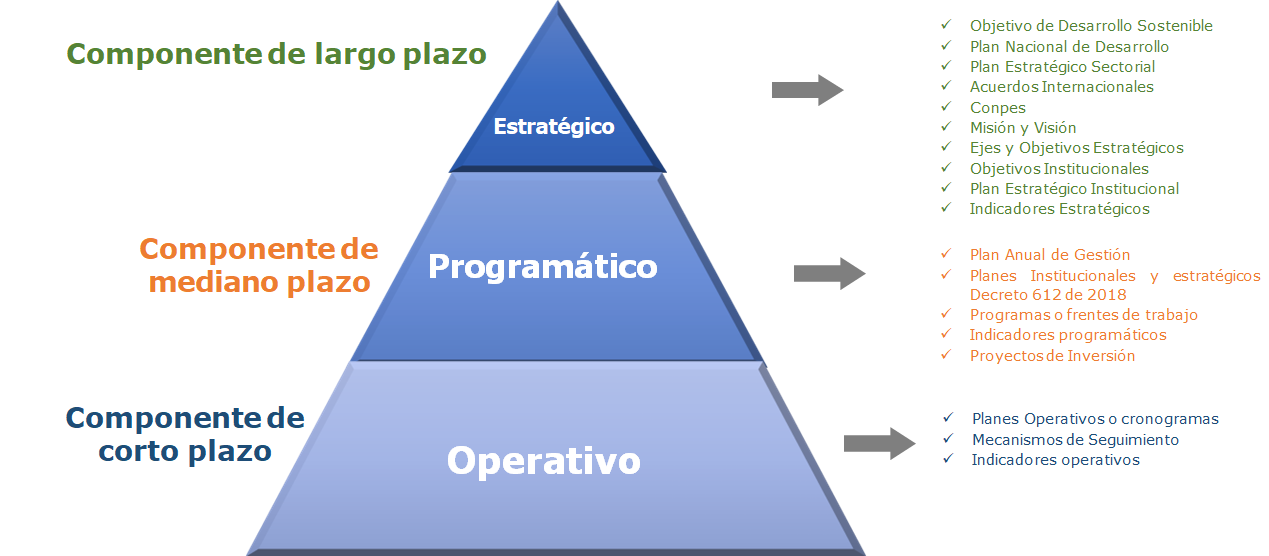 Componente de largo plazo
Estratégico
Objetivo de Desarrollo Sostenible
Plan Nacional de Desarrollo
Plan Estratégico Sectorial
Acuerdos Internacionales
Conpes
Misión y Visión
Ejes y Objetivos Estratégicos
Objetivos Institucionales
Plan Estratégico Institucional
Indicadores Estratégicos
Componente de
mediano plazo
Programático
Plan Anual de Gestión
Planes Institucionales y estratégicos
Decreto 612 de 2018
Programas o frentes de trabajo
Indicadores programáticos
Proyectos de Inversión
Componente de
corto plazo
Operativo
Planes Operativos o cronogramas
Mecanismos de Seguimiento
Indicadores operativos